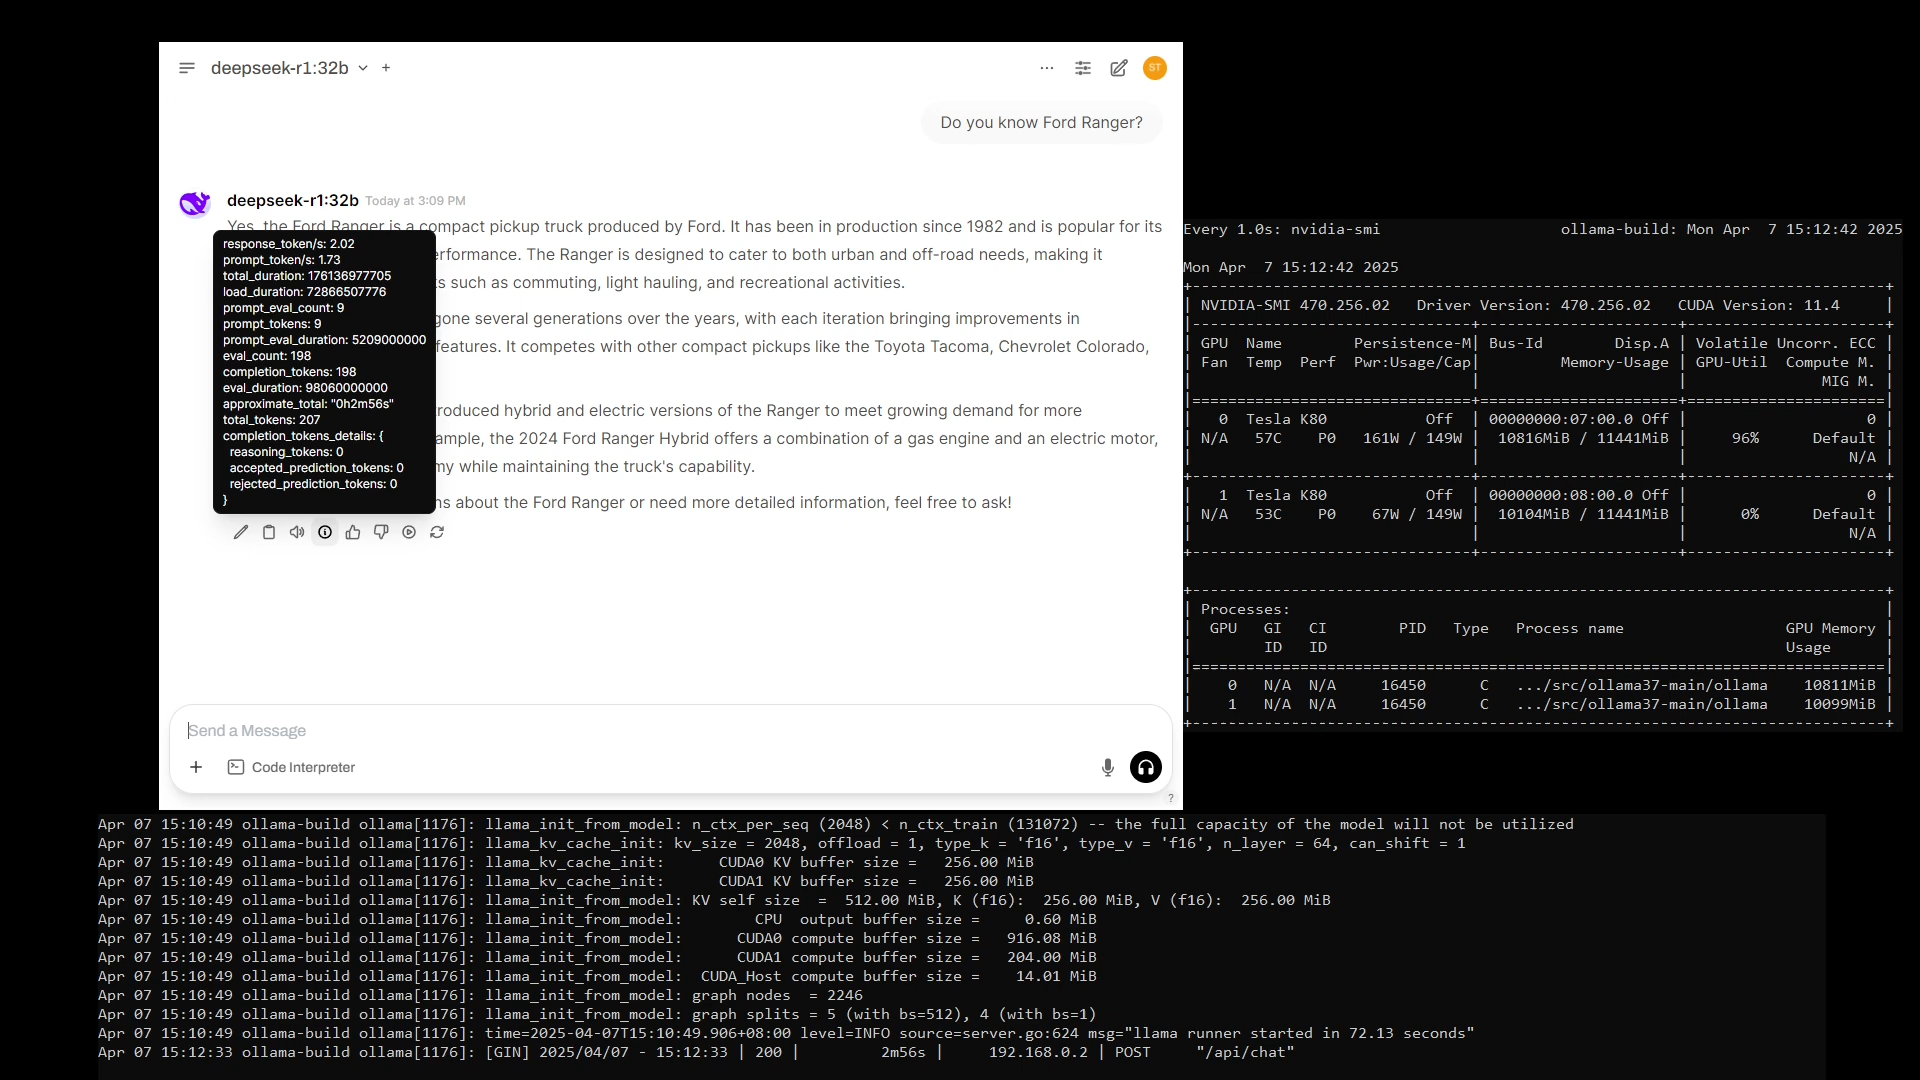 deepseek-r1:32b
ST
Do you know Ford Ranger?
deepseek-r1:32b Today at 3:09 PM
Yes, the Ford Ranger is a compact pickup truck produced by Ford. It has been in production since 1982 and is popular for its
erformance. The Ranger is designed to cater to both urban and off-road needs, making it
s such as commuting, light hauling, and recreational activities.
gone several generations over the years, with each iteration bringing improvements in
features. It competes with other compact pickups like the Toyota Tacoma, Chevrolet Colorado,
roduced hybrid and electric versions of the Ranger to meet growing demand for more
ample, the 2024 Ford Ranger Hybrid offers a combination of a gas engine and an electric motor,
my while maintaining the truck's capability.
ns about the Ford Ranger or need more detailed information, feel free to ask!
response_token/s: 2.02
prompt_token/s: 1.73
total_duration: 176136977705
load_duration: 72866507776
prompt_eval_count: 9
prompt_tokens: 9
prompt_eval_duration: 5209000000
eval_count: 198
completion_tokens: 198
eval_duration: 98060000000
approximate_total: "0h2m56s"
total_tokens: 207
completion_tokens_details: {
reasoning_tokens: 0
accepted_prediction_tokens: 0
rejected_prediction_tokens: 0
}
Send a Message
Code Interpreter
?
Every 1.0s: nvidia-smi ollama-build: Mon Apr 7 15:12:42 2025
Mon Apr 7 15:12:42 2025
+-----------------------------------------------------------------------------+
| NVIDIA-SMI 470.256.02 Driver Version: 470.256.02 CUDA Version: 11.4 |
|-------------------------------+----------------------+----------------------+
| GPU Name Persistence-M| Bus-Id Disp.A | Volatile Uncorr. ECC |
| Fan Temp Perf Pwr:Usage/Cap| Memory-Usage | GPU-Util Compute M. |
| | | MIG M. |
|===============================+======================+======================|
| 0 Tesla K80 Off | 00000000:07:00.0 Off | 0 |
| N/A 57C P0 161W / 149W | 10816MiB / 11441MiB | 96% Default |
| | | N/A |
+-------------------------------+----------------------+----------------------+
| 1 Tesla K80 Off | 00000000:08:00.0 Off | 0 |
| N/A 53C P0 67W / 149W | 10104MiB / 11441MiB | 0% Default |
| | | N/A |
+-------------------------------+----------------------+----------------------+
+-----------------------------------------------------------------------------+
| Processes: |
| GPU GI CI PID Type Process name GPU Memory |
| ID ID Usage |
|=============================================================================|
| 0 N/A N/A 16450 C .../src/ollama37-main/ollama 10811MiB |
| 1 N/A N/A 16450 C .../src/ollama37-main/ollama 10099MiB |
+-----------------------------------------------------------------------------+
Apr 07 15:10:49 ollama-build ollama[1176]: llama_init_from_model: n_ctx_per_seq (2048) < n_ctx_train (131072) -- the full capacity of the model will not be utilized
Apr 07 15:10:49 ollama-build ollama[1176]: llama_kv_cache_init: kv_size = 2048, offload = 1, type_k = 'f16', type_v = 'f16', n_layer = 64, can_shift = 1
Apr 07 15:10:49 ollama-build ollama[1176]: llama_kv_cache_init: CUDA0 KV buffer size = 256.00 MiB
Apr 07 15:10:49 ollama-build ollama[1176]: llama_kv_cache_init: CUDA1 KV buffer size = 256.00 MiB
Apr 07 15:10:49 ollama-build ollama[1176]: llama_init_from_model: KV self size = 512.00 MiB, K (f16): 256.00 MiB, V (f16): 256.00 MiB
Apr 07 15:10:49 ollama-build ollama[1176]: llama_init_from_model: CPU output buffer size = 0.60 MiB
Apr 07 15:10:49 ollama-build ollama[1176]: llama_init_from_model: CUDA0 compute buffer size = 916.08 MiB
Apr 07 15:10:49 ollama-build ollama[1176]: llama_init_from_model: CUDA1 compute buffer size = 204.00 MiB
Apr 07 15:10:49 ollama-build ollama[1176]: llama_init_from_model: CUDA_Host compute buffer size = 14.01 MiB
Apr 07 15:10:49 ollama-build ollama[1176]: llama_init_from_model: graph nodes = 2246
Apr 07 15:10:49 ollama-build ollama[1176]: llama_init_from_model: graph splits = 5 (with bs=512), 4 (with bs=1)
Apr 07 15:10:49 ollama-build ollama[1176]: time=2025-04-07T15:10:49.906+08:00 level=INFO source=server.go:624 msg="llama runner started in 72.13 seconds"
Apr 07 15:12:33 ollama-build ollama[1176]: [GIN] 2025/04/07 - 15:12:33 | 200 | 2m56s | 192.168.0.2 | POST "/api/chat"